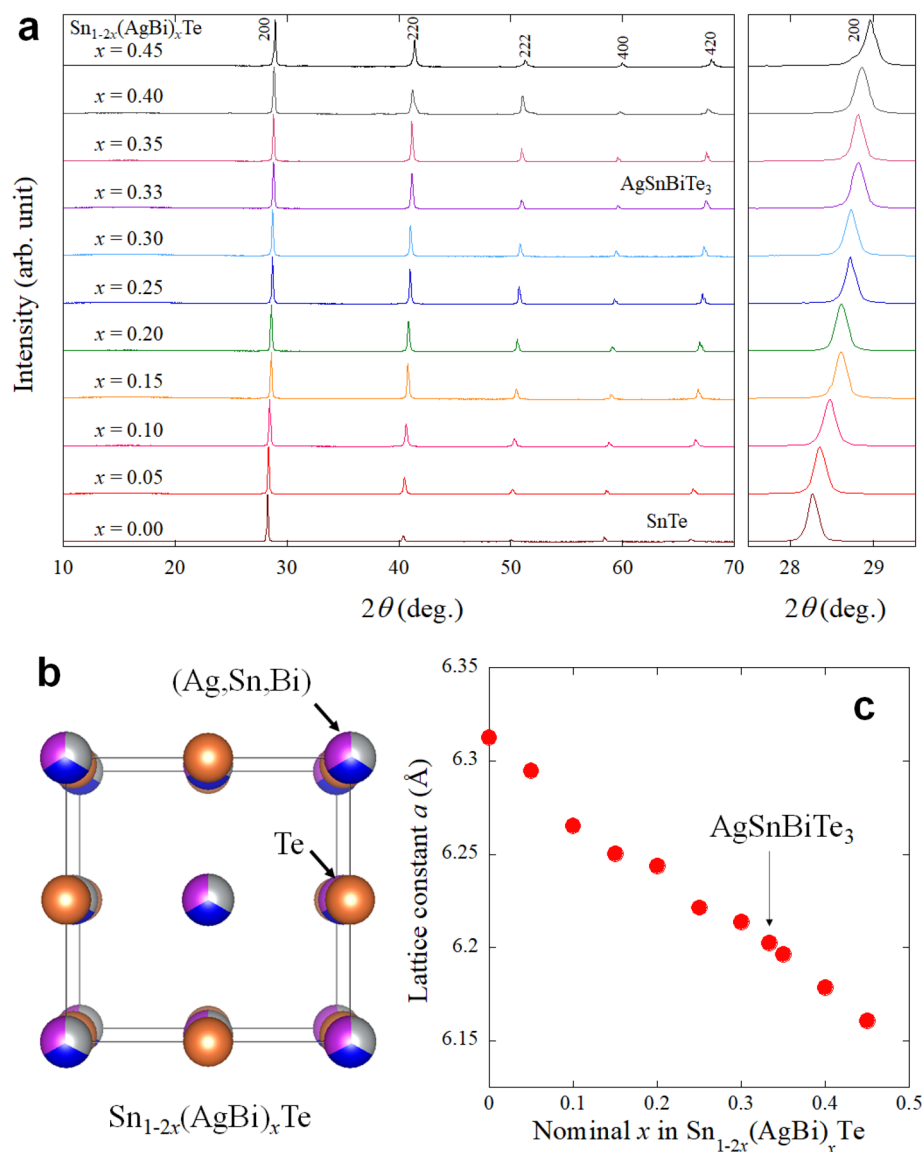 a
Sn₁₋₂ₓ(AgBi)ₓTe
200
220
222
400
420
200
x = 0.45
x = 0.40
x = 0.35
x = 0.33
AgSnBiTe₃
x = 0.30
x = 0.25
x = 0.20
x = 0.15
x = 0.10
x = 0.05
x = 0.00
SnTe
Intensity (arb. unit)
10 20 30 40 50 60 70
28 29
2θ (deg.)
2θ (deg.)
b
(Ag,Sn,Bi)
Te
Sn₁₋₂ₓ(AgBi)ₓTe
c
6.35
6.3
6.25
6.2
6.15
Lattice constant a (Å)
AgSnBiTe₃
0 0.1 0.2 0.3 0.4 0.5
Nominal x in Sn₁₋₂ₓ(AgBi)ₓTe